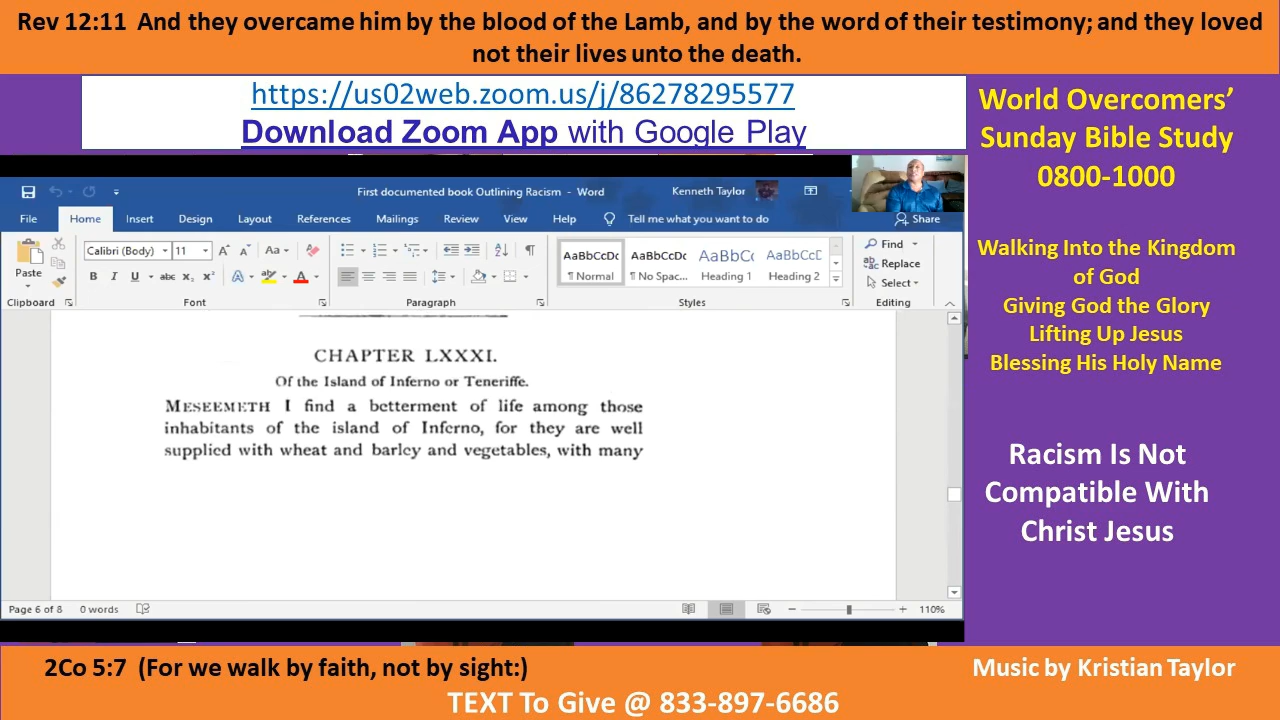 Rev 12:11 And they overcame him by the blood of the Lamb, and by the word of their testimony; and they loved
not their lives unto the death.
https://us02web.zoom.us/j/86278295577
Download Zoom App with Google Play
World Overcomers'
Sunday Bible Study
0800-1000
Walking Into the Kingdom
of God
Giving God the Glory
Lifting Up Jesus
Blessing His Holy Name
Racism Is Not
Compatible With
Christ Jesus
First documented book Outlining Racism - Word
Kenneth Taylor
File Home Insert Design Layout References Mailings Review View Help Tell me what you want to do Share
Calibri (Body) 11 Aa
Paste
B I U abc x₂ x² A A
AaBbCcDc AaBbCcDc AaBbCc AaBbCcD
¶ Normal ¶ No Spac... Heading 1 Heading 2
Find
Replace
Select
Clipboard Font Paragraph Styles Editing
CHAPTER LXXXI.
Of the Island of Inferno or Teneriffe.
MESEEMETH I find a betterment of life among those
inhabitants of the island of Inferno, for they are well
supplied with wheat and barley and vegetables, with many
Page 6 of 8 0 words 110%
2Co 5:7 (For we walk by faith, not by sight:)
Music by Kristian Taylor
TEXT To Give @ 833-897-6686